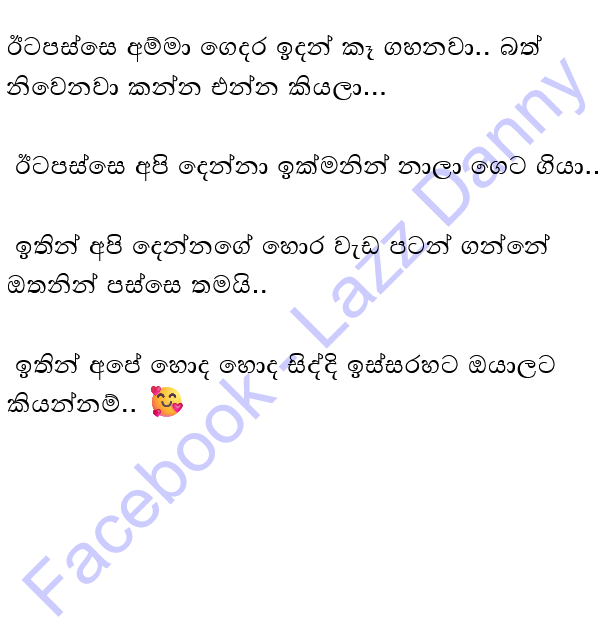 ඊටපස්සෙ අම්මා ගෙදර ඉදන් කෑ ගහනවා.. බත්
නිවෙනවා කන්න එන්න කියලා...
ඊටපස්සෙ අපි දෙන්නා ඉක්මනින් නාලා ගෙට ගියා..
ඉතින් අපි දෙන්නගේ හොර වැඩ පටන් ගන්නේ
ඔතනින් පස්සෙ තමයි..
ඉතින් අපේ හොද හොද සිද්දි ඉස්සරහට ඔයාලට
කියන්නම්.. 🥰
Facebook - Lazz Danny